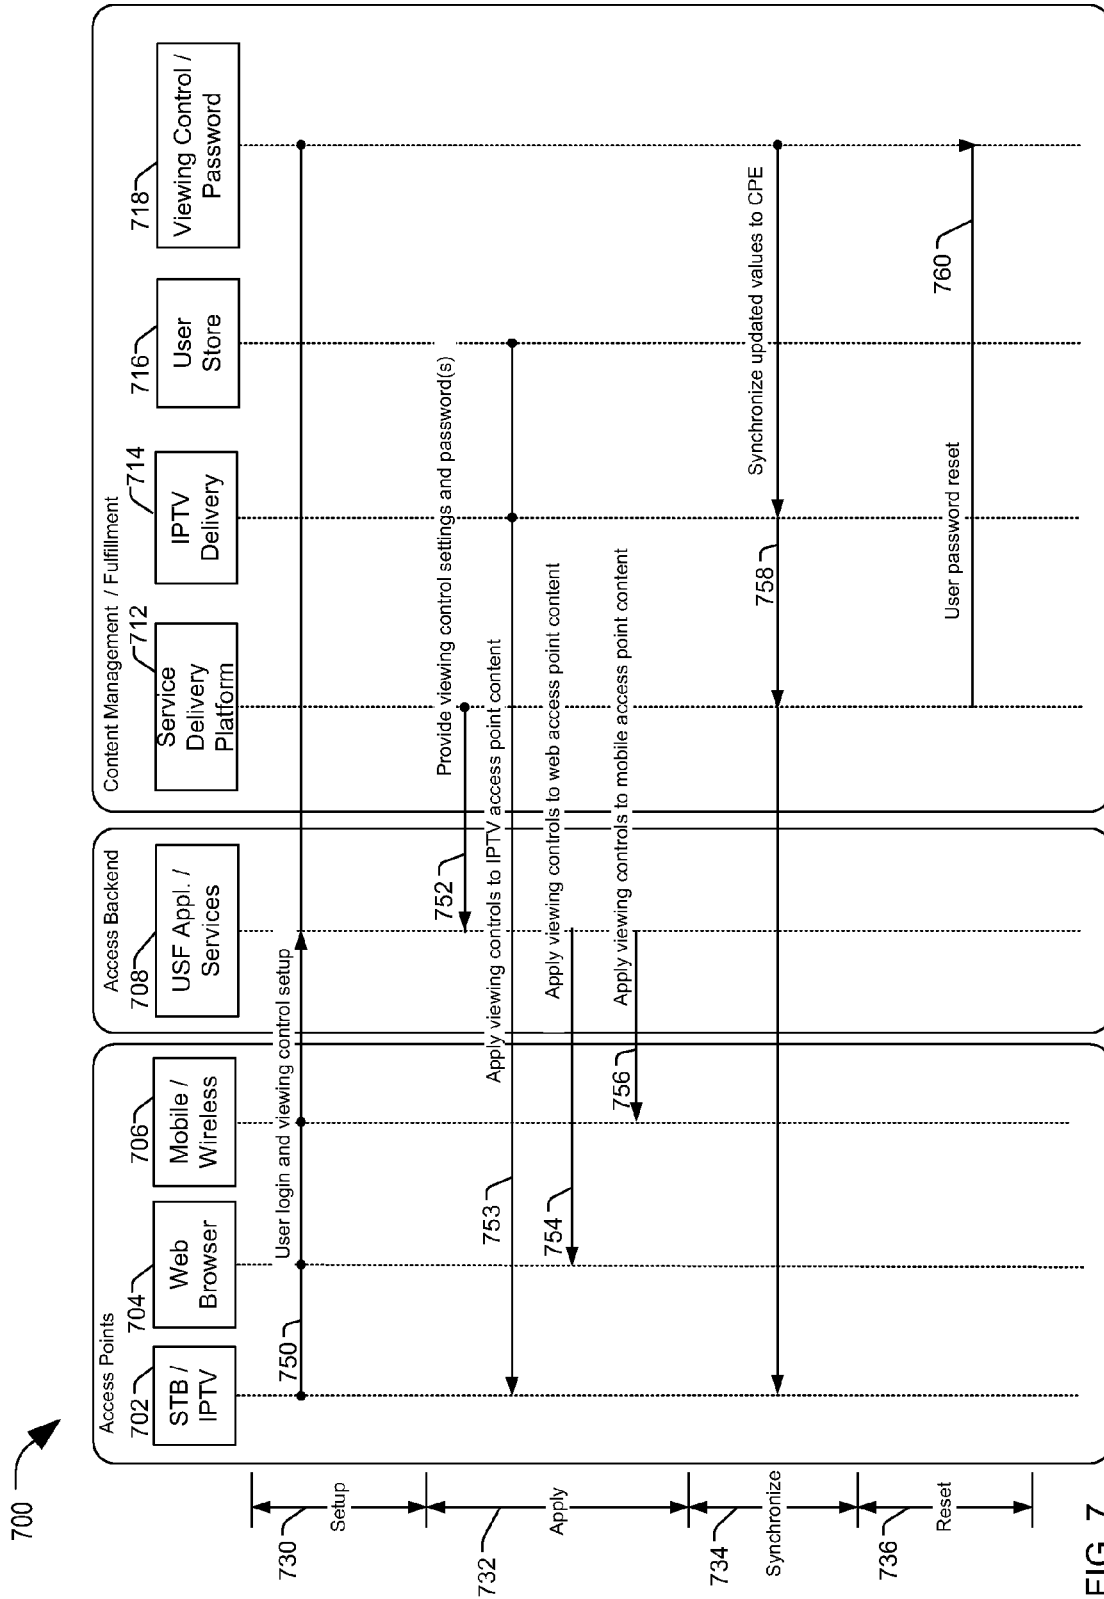 700
Access Points
Access Backend
Content Management / Fulfillment
702
STB /
IPTV
704
Web
Browser
706
Mobile /
Wireless
708
USF Appl. /
Services
712
Service
Delivery
Platform
714
IPTV
Delivery
716
User
Store
718
Viewing Control /
Password
730
Setup
750
User login and viewing control setup
732
Apply
Provide viewing control settings and password(s)
752
Apply viewing controls to IPTV access point content
753
Apply viewing controls to web access point content
754
Apply viewing controls to mobile access point content
756
734
Synchronize
Synchronize updated values to CPE
758
736
Reset
User password reset
760
FIG. 7